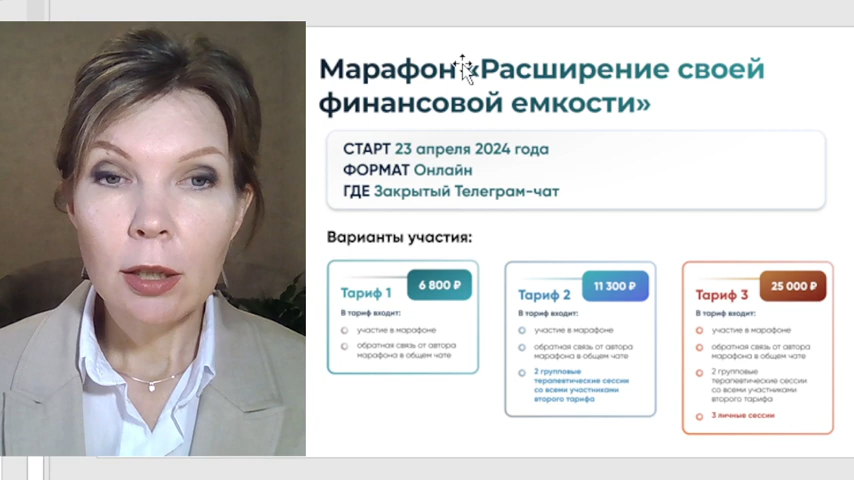 Марафон «Расширение своей
финансовой емкости»
СТАРТ 23 апреля 2024 года
ФОРМАТ Онлайн
ГДЕ Закрытый Телеграм-чат
Варианты участия:
6 800 ₽
Тариф 1
В тариф входит:
участие в марафоне
обратная связь от автора
марафона в общем чате
11 300 ₽
Тариф 2
В тариф входит:
участие в марафоне
обратная связь от автора
марафона в общем чате
2 групповые
терапевтические сессии
со всеми участниками
второго тарифа
25 000 ₽
Тариф 3
В тариф входит:
участие в марафоне
обратная связь от автора
марафона в общем чате
2 групповые
терапевтические сессии
со всеми участниками
второго тарифа
3 личные сессии